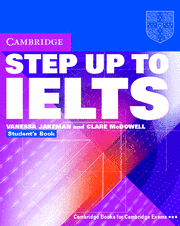 CAMBRIDGE
STEP UP TO
IELTS
VANESSA JAKEMAN and CLARE McDOWELL
Student's Book
Cambridge Books for Cambridge Exams